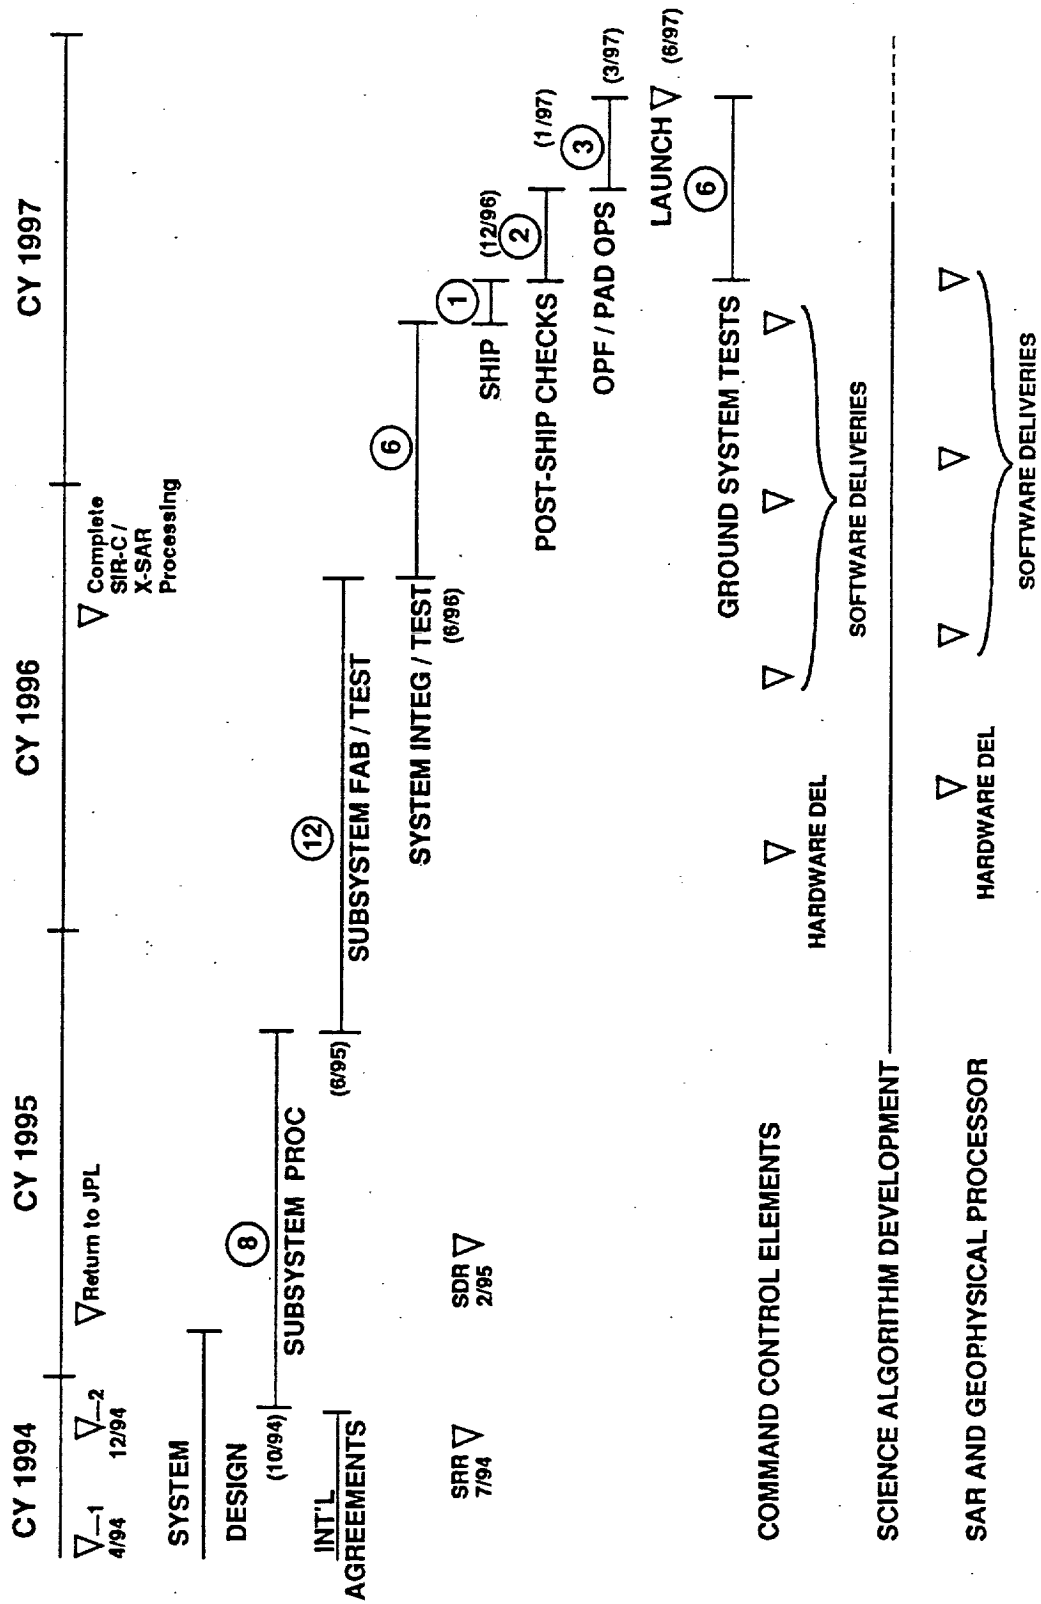 CY 1994
CY 1995
CY 1996
CY 1997
1
4/94
2
12/94
Return to JPL
Complete
SIR-C /
X-SAR
Processing
SYSTEM
DESIGN
8
(10/94)
SUBSYSTEM PROC
12
INT'L
AGREEMENTS
(6/95)
SUBSYSTEM FAB / TEST
6
SYSTEM INTEG / TEST
(6/96)
SRR
7/94
SDR
2/95
1
SHIP
(12/96)
2
POST-SHIP CHECKS
(1/97)
3
OPF / PAD OPS
(3/97)
LAUNCH
(6/97)
6
GROUND SYSTEM TESTS
COMMAND CONTROL ELEMENTS
HARDWARE DEL
SOFTWARE DELIVERIES
SCIENCE ALGORITHM DEVELOPMENT
SAR AND GEOPHYSICAL PROCESSOR
HARDWARE DEL
SOFTWARE DELIVERIES